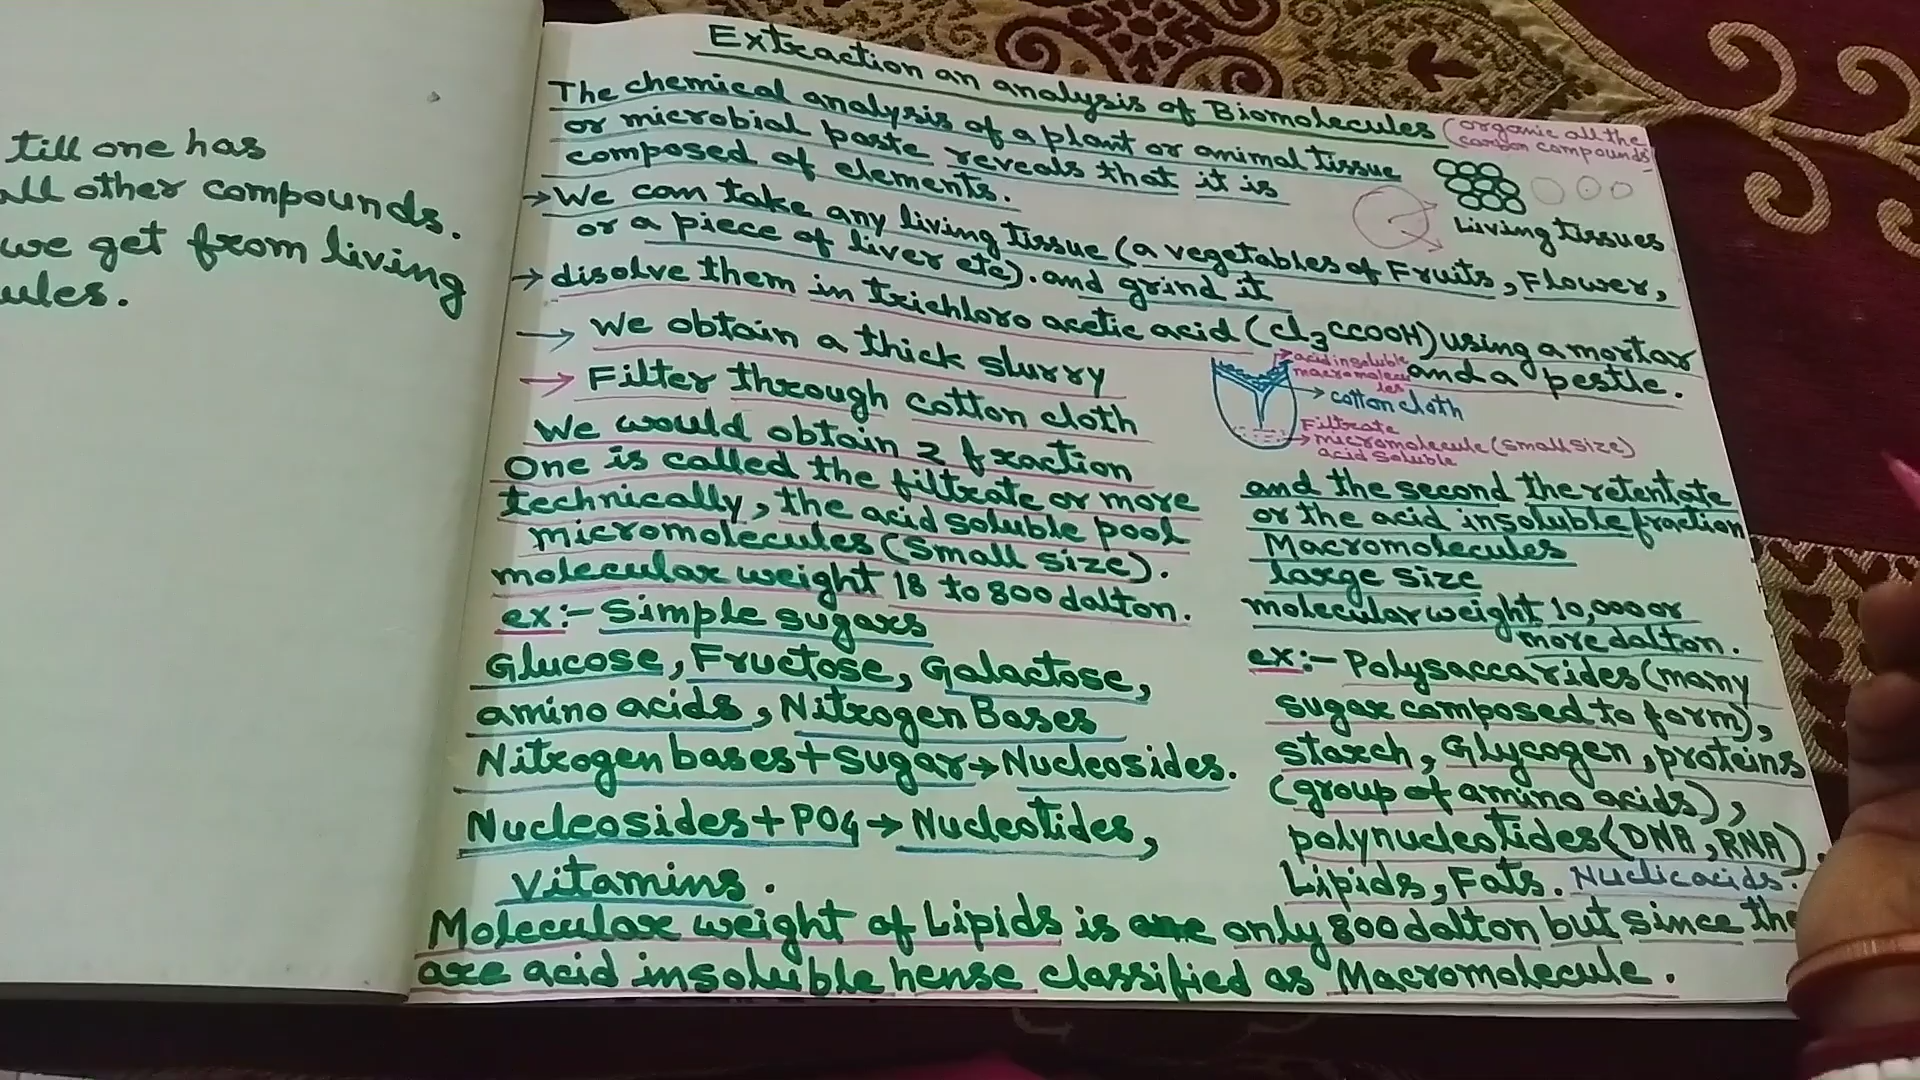 till one has
all other compounds.
we get from living
ules.
Extraction an analysis of Biomolecules (organic all the
carbon compounds)
The chemical analysis of a plant or animal tissue
or microbial paste reveals that it is
composed of elements.
Living tissues
→ We can take any living tissue (a vegetables of Fruits, Flower,
or a piece of liver etc). and grind it
→ disolve them in trichloro acetic acid (Cl3CCOOH) using a mortar
and a pestle.
→ We obtain a thick slurry
→ Filter through cotton cloth
acid insoluble
macromolecu
les
→ cotton cloth
Filtrate
→ micromolecule (small size)
acid soluble
We would obtain 2 fraction
One is called the filtrate or more
technically, the acid soluble pool
micromolecules (Small size).
molecular weight 18 to 800 dalton.
ex:- Simple sugars
Glucose, Fructose, Galactose,
amino acids, Nitrogen Bases
Nitrogen bases + sugar → Nucleosides.
Nucleosides + PO4 → Nucleotides,
Vitamins.
and the second the retentate
or the acid insoluble fraction
Macromolecules
large size
molecular weight 10,000 or
more dalton.
ex:- Polysaccarides (many
sugar composed to form),
starch, Glycogen, proteins
(group of amino acids),
polynucleotides (DNA, RNA).
Lipids, Fats. Nuclic acids.
Molecular weight of Lipids is only 800 dalton but since the
are acid insoluble hense classified as Macromolecule.